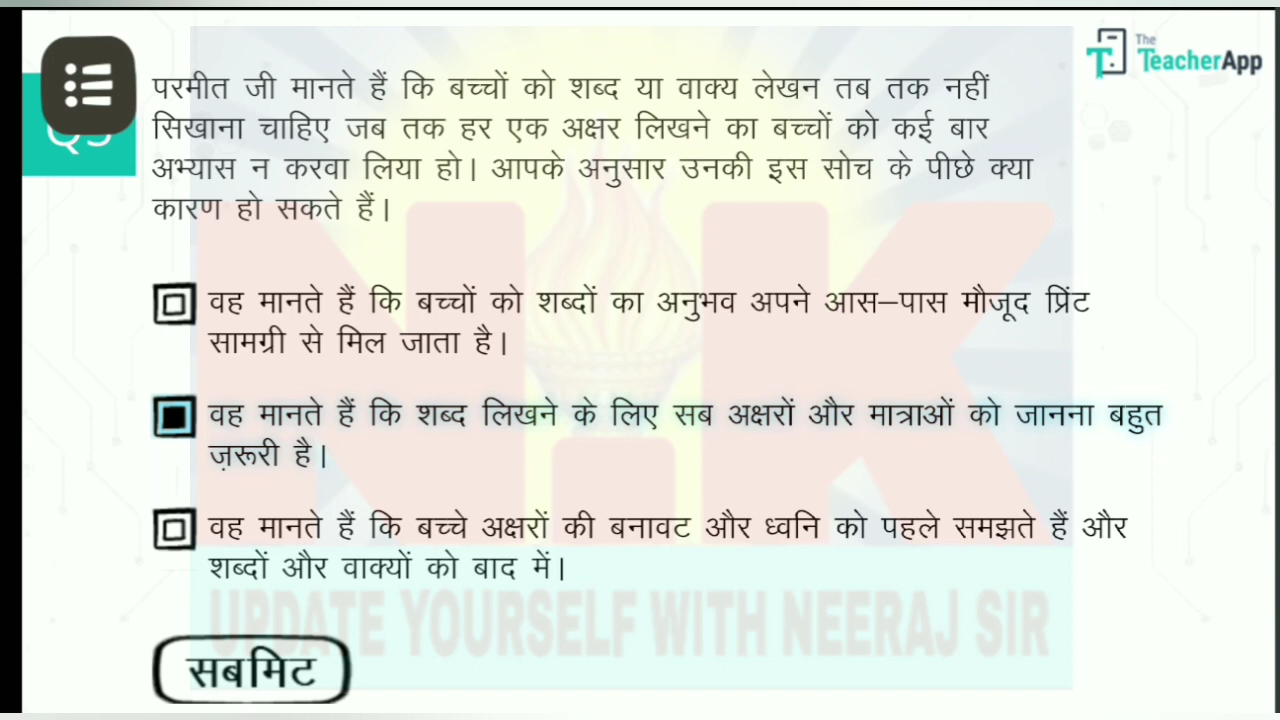 The
TeacherApp
परमीत जी मानते हैं कि बच्चों को शब्द या वाक्य लेखन तब तक नहीं
सिखाना चाहिए जब तक हर एक अक्षर लिखने का बच्चों को कई बार
अभ्यास न करवा लिया हो। आपके अनुसार उनकी इस सोच के पीछे क्या
कारण हो सकते हैं।
वह मानते हैं कि बच्चों को शब्दों का अनुभव अपने आस–पास मौजूद प्रिंट
सामग्री से मिल जाता है।
वह मानते हैं कि शब्द लिखने के लिए सब अक्षरों और मात्राओं को जानना बहुत
ज़रूरी है।
वह मानते हैं कि बच्चे अक्षरों की बनावट और ध्वनि को पहले समझते हैं और
शब्दों और वाक्यों को बाद में।
N.K
UPDATE YOURSELF WITH NEERAJ SIR
सबमिट